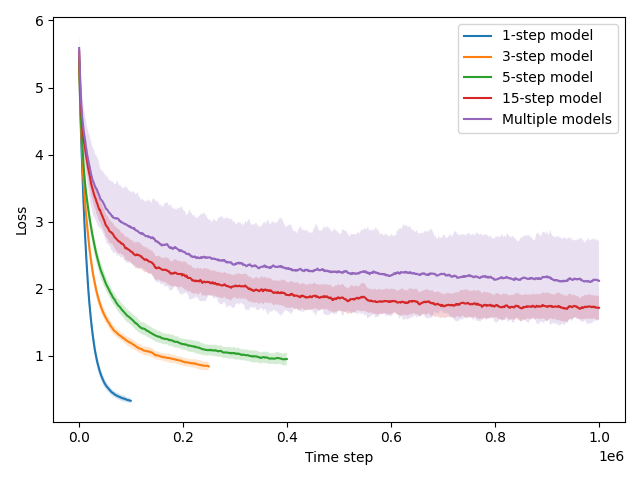 6
5
4
3
2
1
Loss
0.0
0.2
0.4
0.6
0.8
1.0
1e6
Time step
1-step model
3-step model
5-step model
15-step model
Multiple models